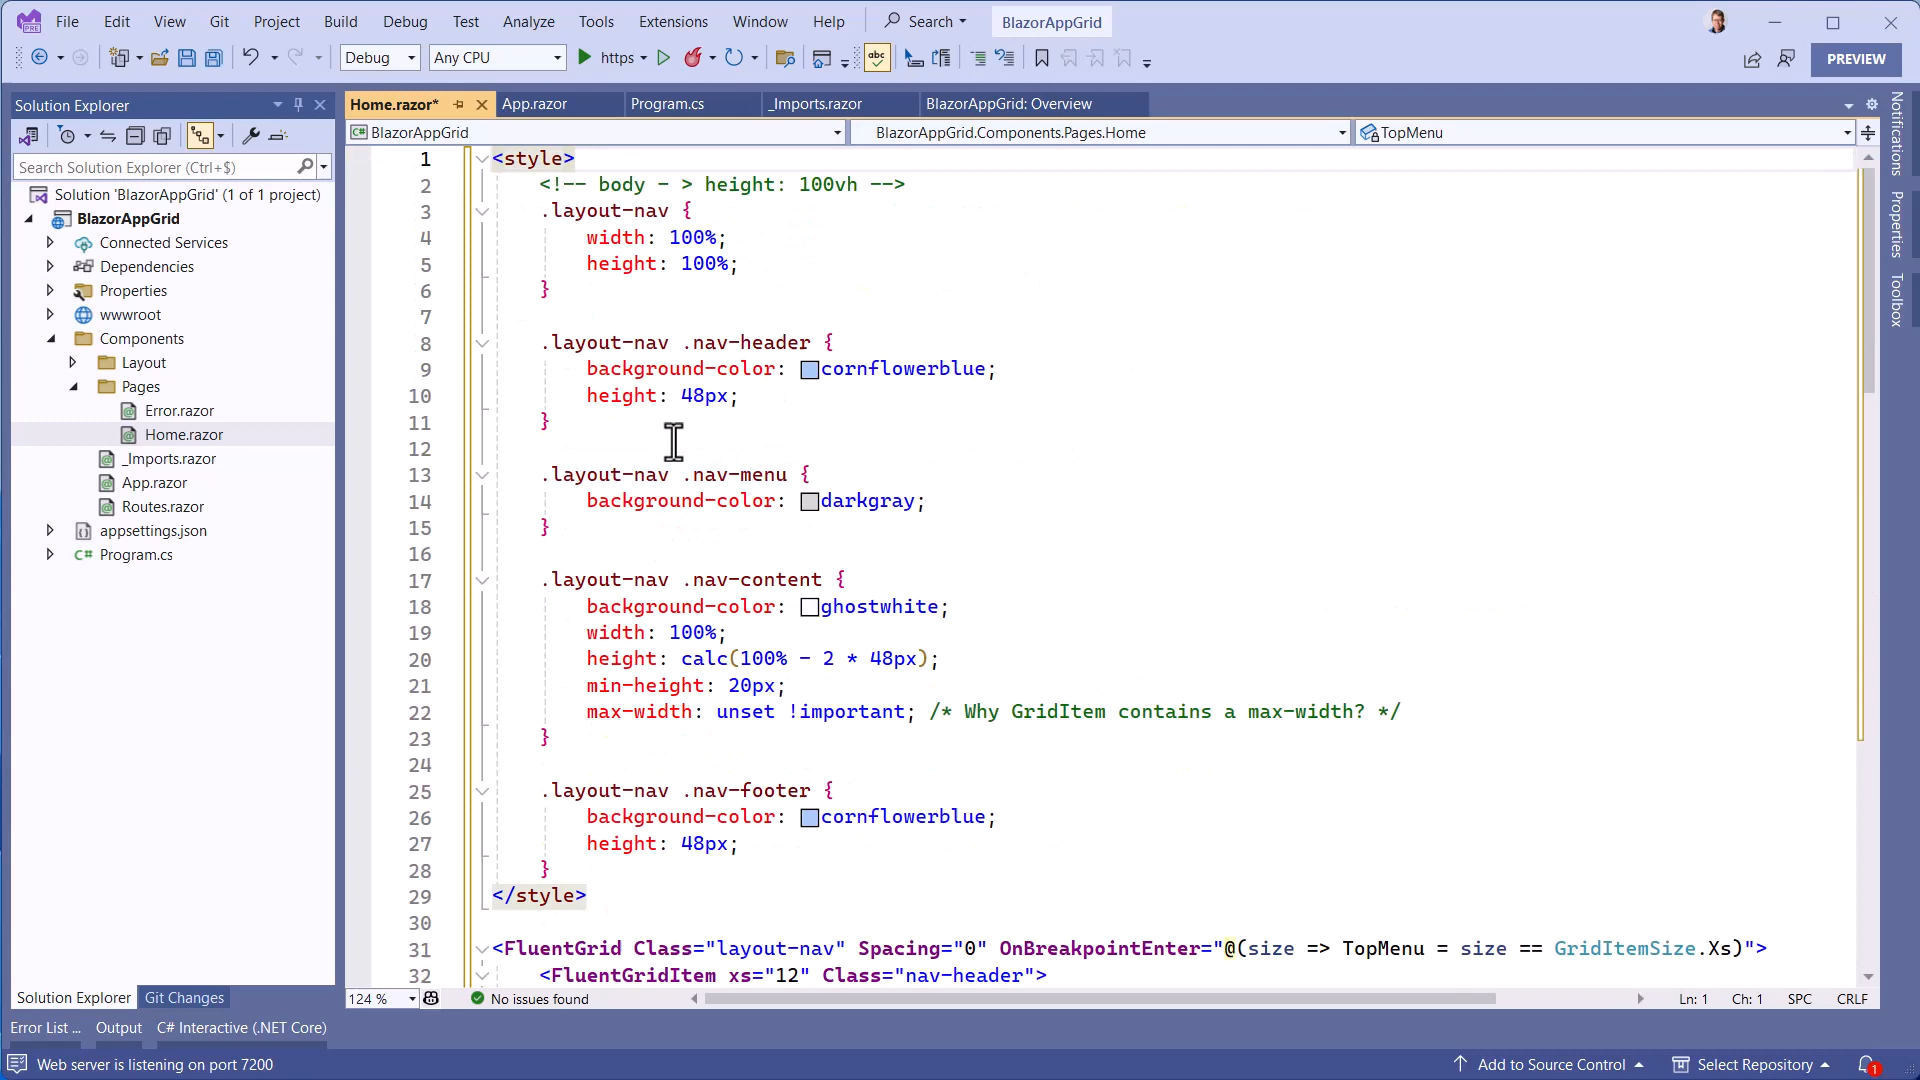 File Edit View Git Project Build Debug Test Analyze Tools Extensions Window Help Search BlazorAppGrid
Debug Any CPU https abc PREVIEW
Solution Explorer
Search Solution Explorer (Ctrl+$)
Solution 'BlazorAppGrid' (1 of 1 project)
BlazorAppGrid
Connected Services
Dependencies
Properties
wwwroot
Components
Layout
Pages
Error.razor
Home.razor
_Imports.razor
App.razor
Routes.razor
appsettings.json
C# Program.cs
Solution Explorer Git Changes
Home.razor* App.razor Program.cs _Imports.razor BlazorAppGrid: Overview
C# BlazorAppGrid BlazorAppGrid.Components.Pages.Home TopMenu
1 <style>
2 <!-- body - > height: 100vh -->
3 .layout-nav {
4 width: 100%;
5 height: 100%;
6 }
7
8 .layout-nav .nav-header {
9 background-color: cornflowerblue;
10 height: 48px;
11 }
12
13 .layout-nav .nav-menu {
14 background-color: darkgray;
15 }
16
17 .layout-nav .nav-content {
18 background-color: ghostwhite;
19 width: 100%;
20 height: calc(100% - 2 * 48px);
21 min-height: 20px;
22 max-width: unset !important; /* Why GridItem contains a max-width? */
23 }
24
25 .layout-nav .nav-footer {
26 background-color: cornflowerblue;
27 height: 48px;
28 }
29 </style>
30
31 <FluentGrid Class="layout-nav" Spacing="0" OnBreakpointEnter="@(size => TopMenu = size == GridItemSize.Xs)">
32 <FluentGridItem xs="12" Class="nav-header">
124 % No issues found Ln: 1 Ch: 1 SPC CRLF
Notifications
Properties
Toolbox
Error List ... Output C# Interactive (.NET Core)
Web server is listening on port 7200 Add to Source Control Select Repository 1